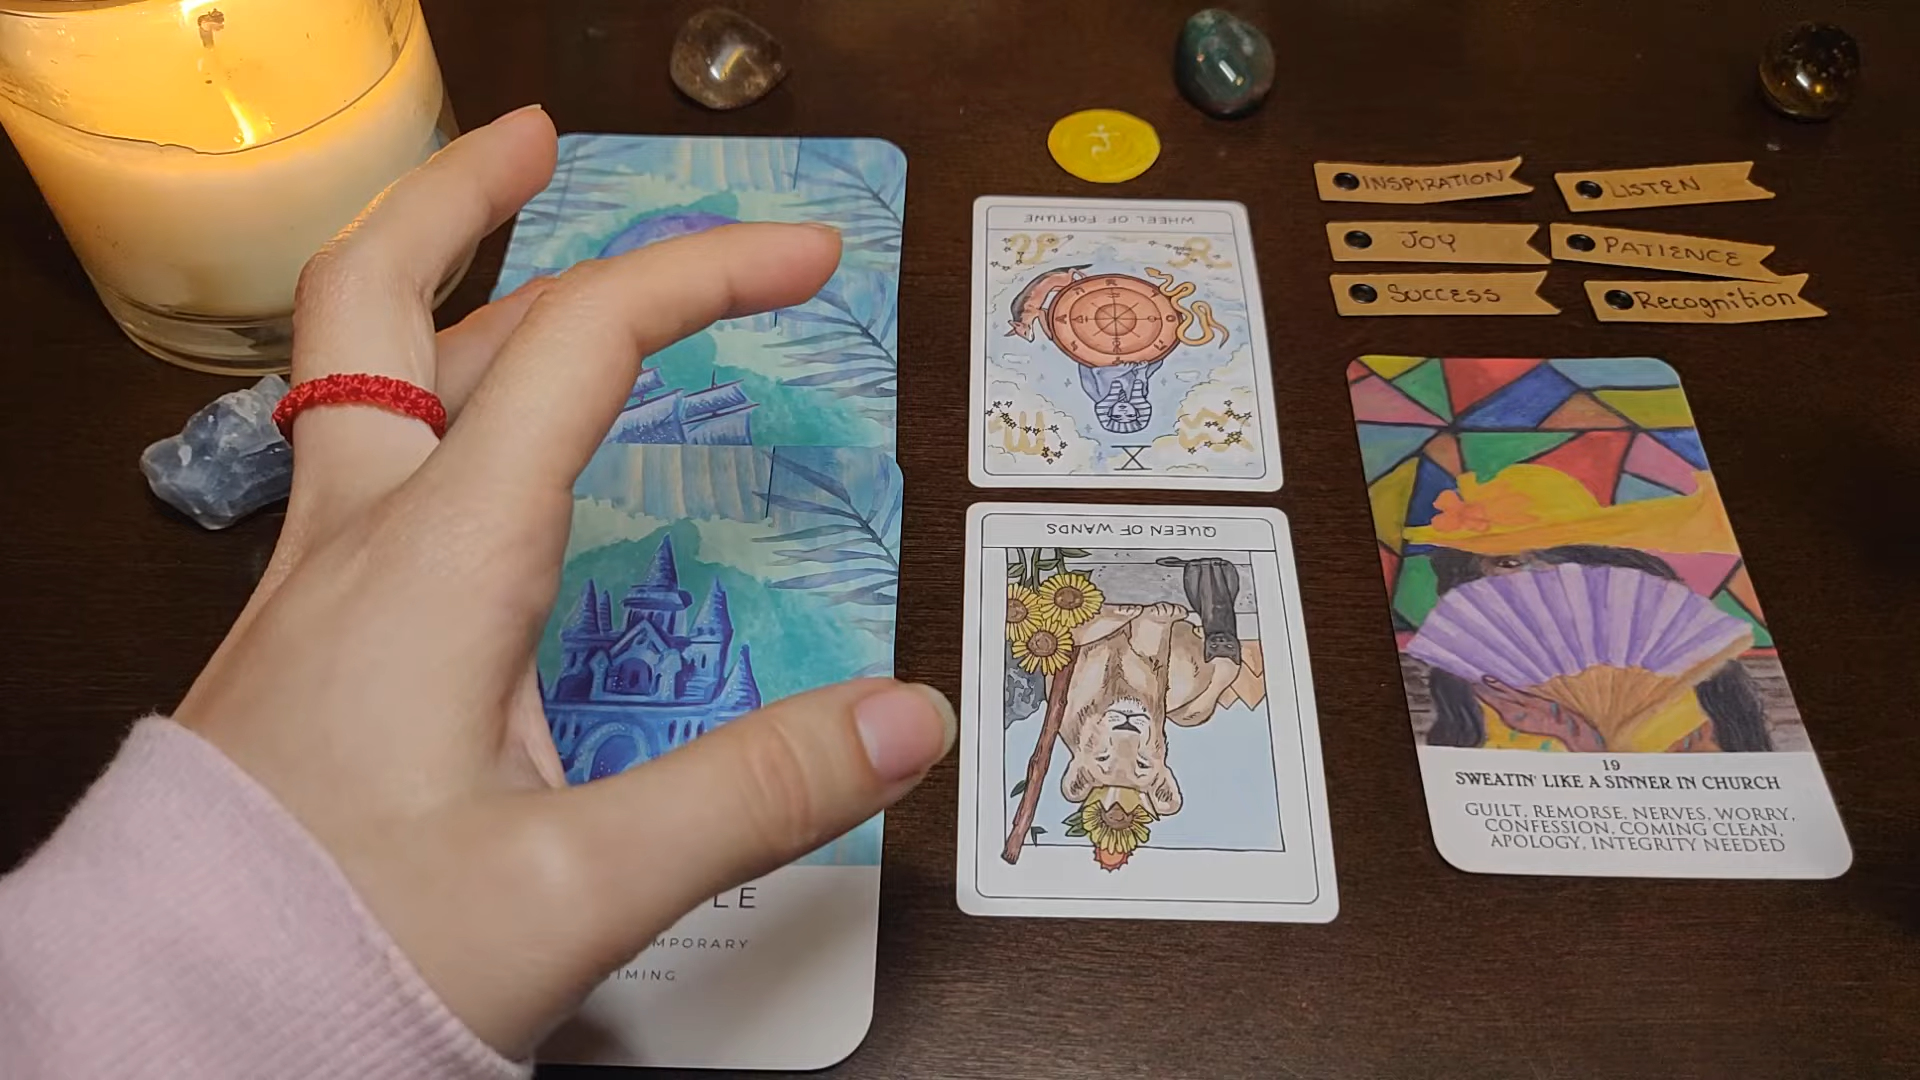 WHEEL OF FORTUNE
X
QUEEN OF WANDS
INSPIRATION
LISTEN
JOY
PATIENCE
SUCCESS
Recognition
19
SWEATIN' LIKE A SINNER IN CHURCH
GUILT, REMORSE, NERVES, WORRY,
CONFESSION, COMING CLEAN,
APOLOGY, INTEGRITY NEEDED